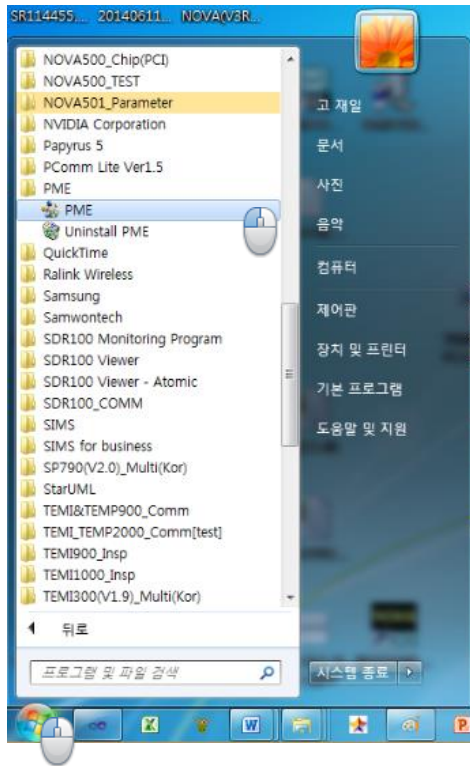 SR114455.... 20140611... NOVA(V3R...
NOVA500_Chip(PCI)
NOVA500_TEST
NOVA501_Parameter
NVIDIA Corporation
Papyrus 5
PComm Lite Ver1.5
PME
PME
Uninstall PME
QuickTime
Ralink Wireless
Samsung
Samwontech
SDR100 Monitoring Program
SDR100 Viewer
SDR100 Viewer - Atomic
SDR100_COMM
SIMS
SIMS for business
SP790(V2.0)_Multi(Kor)
StarUML
TEMI&TEMP900_Comm
TEMI_TEMP2000_Comm[test]
TEMI900_Insp
TEMI1000_Insp
TEMI300(V1.9)_Multi(Kor)
뒤로
프로그램 및 파일 검색
고 재일
문서
사진
음악
컴퓨터
제어판
장치 및 프린터
기본 프로그램
도움말 및 지원
시스템 종료